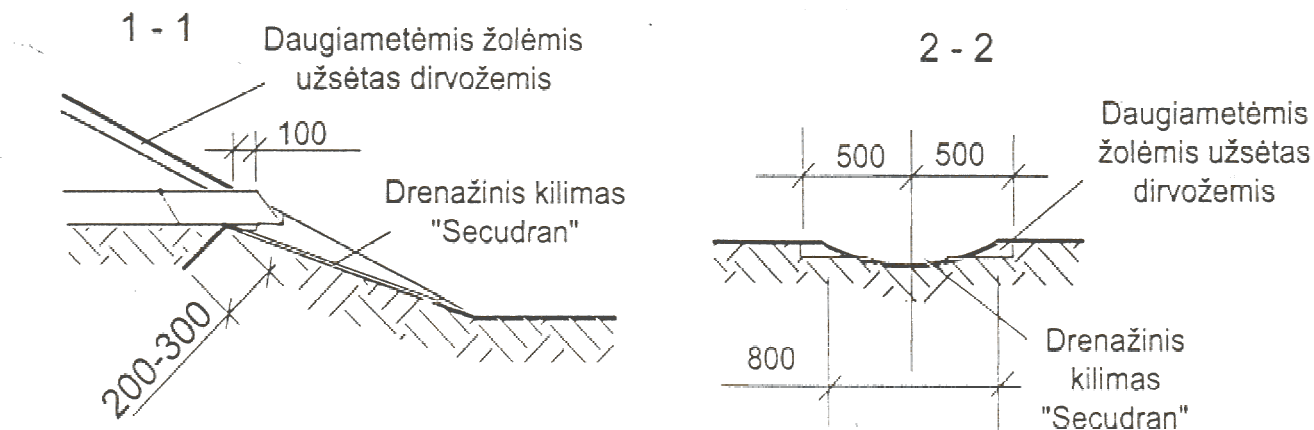 1 - 1
Daugiametėmis žolėmis
užsėtas dirvožemis
100
Drenažinis kilimas
"Secudran"
200-300
2 - 2
Daugiametėmis
žolėmis užsėtas
dirvožemis
500
500
800
Drenažinis
kilimas
"Secudran"